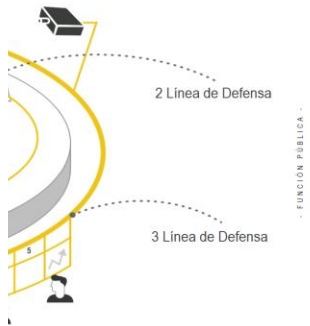 2 Línea de Defensa
3 Línea de Defensa
5
- FUNCIÓN PÚBLICA -